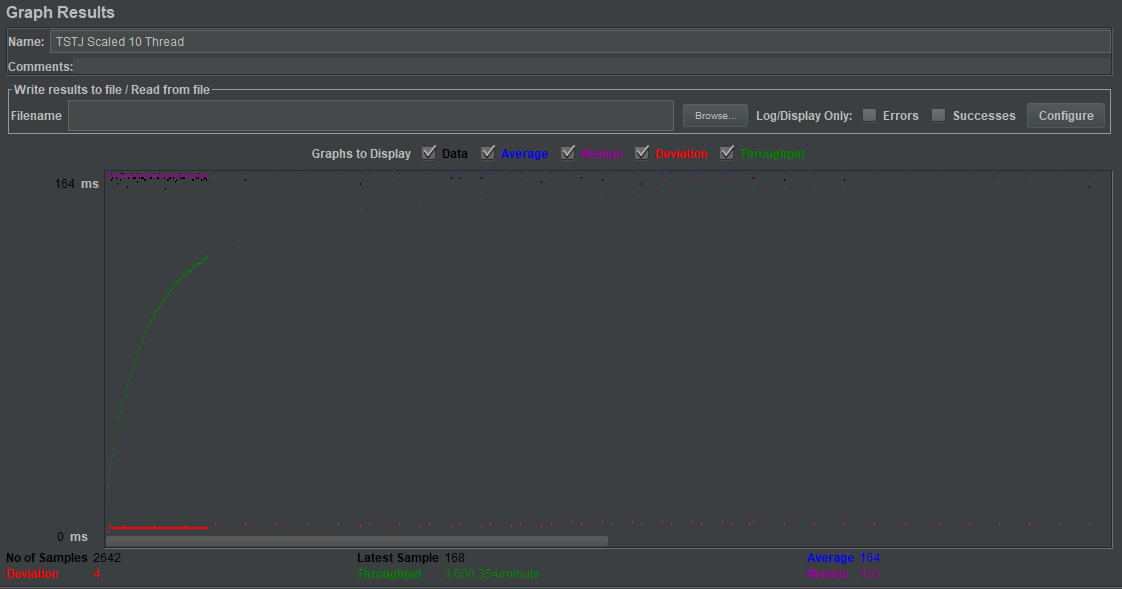 Graph Results
Name: TSTJ Scaled 10 Thread
Comments:
Write results to file / Read from file
Filename Browse... Log/Display Only: Errors Successes Configure
Graphs to Display Data Average Median Deviation Throughput
164 ms
0 ms
No of Samples 2642 Latest Sample 168 Average 164
Deviation 4 Throughput 3,600.354/minute Median